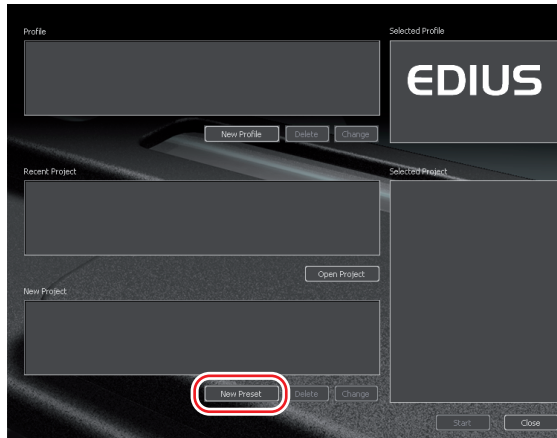 Profile
Selected Profile
EDIUS
New Profile Delete Change
Recent Project
Selected Project
Open Project
New Project
New Preset Delete Change
Start Close